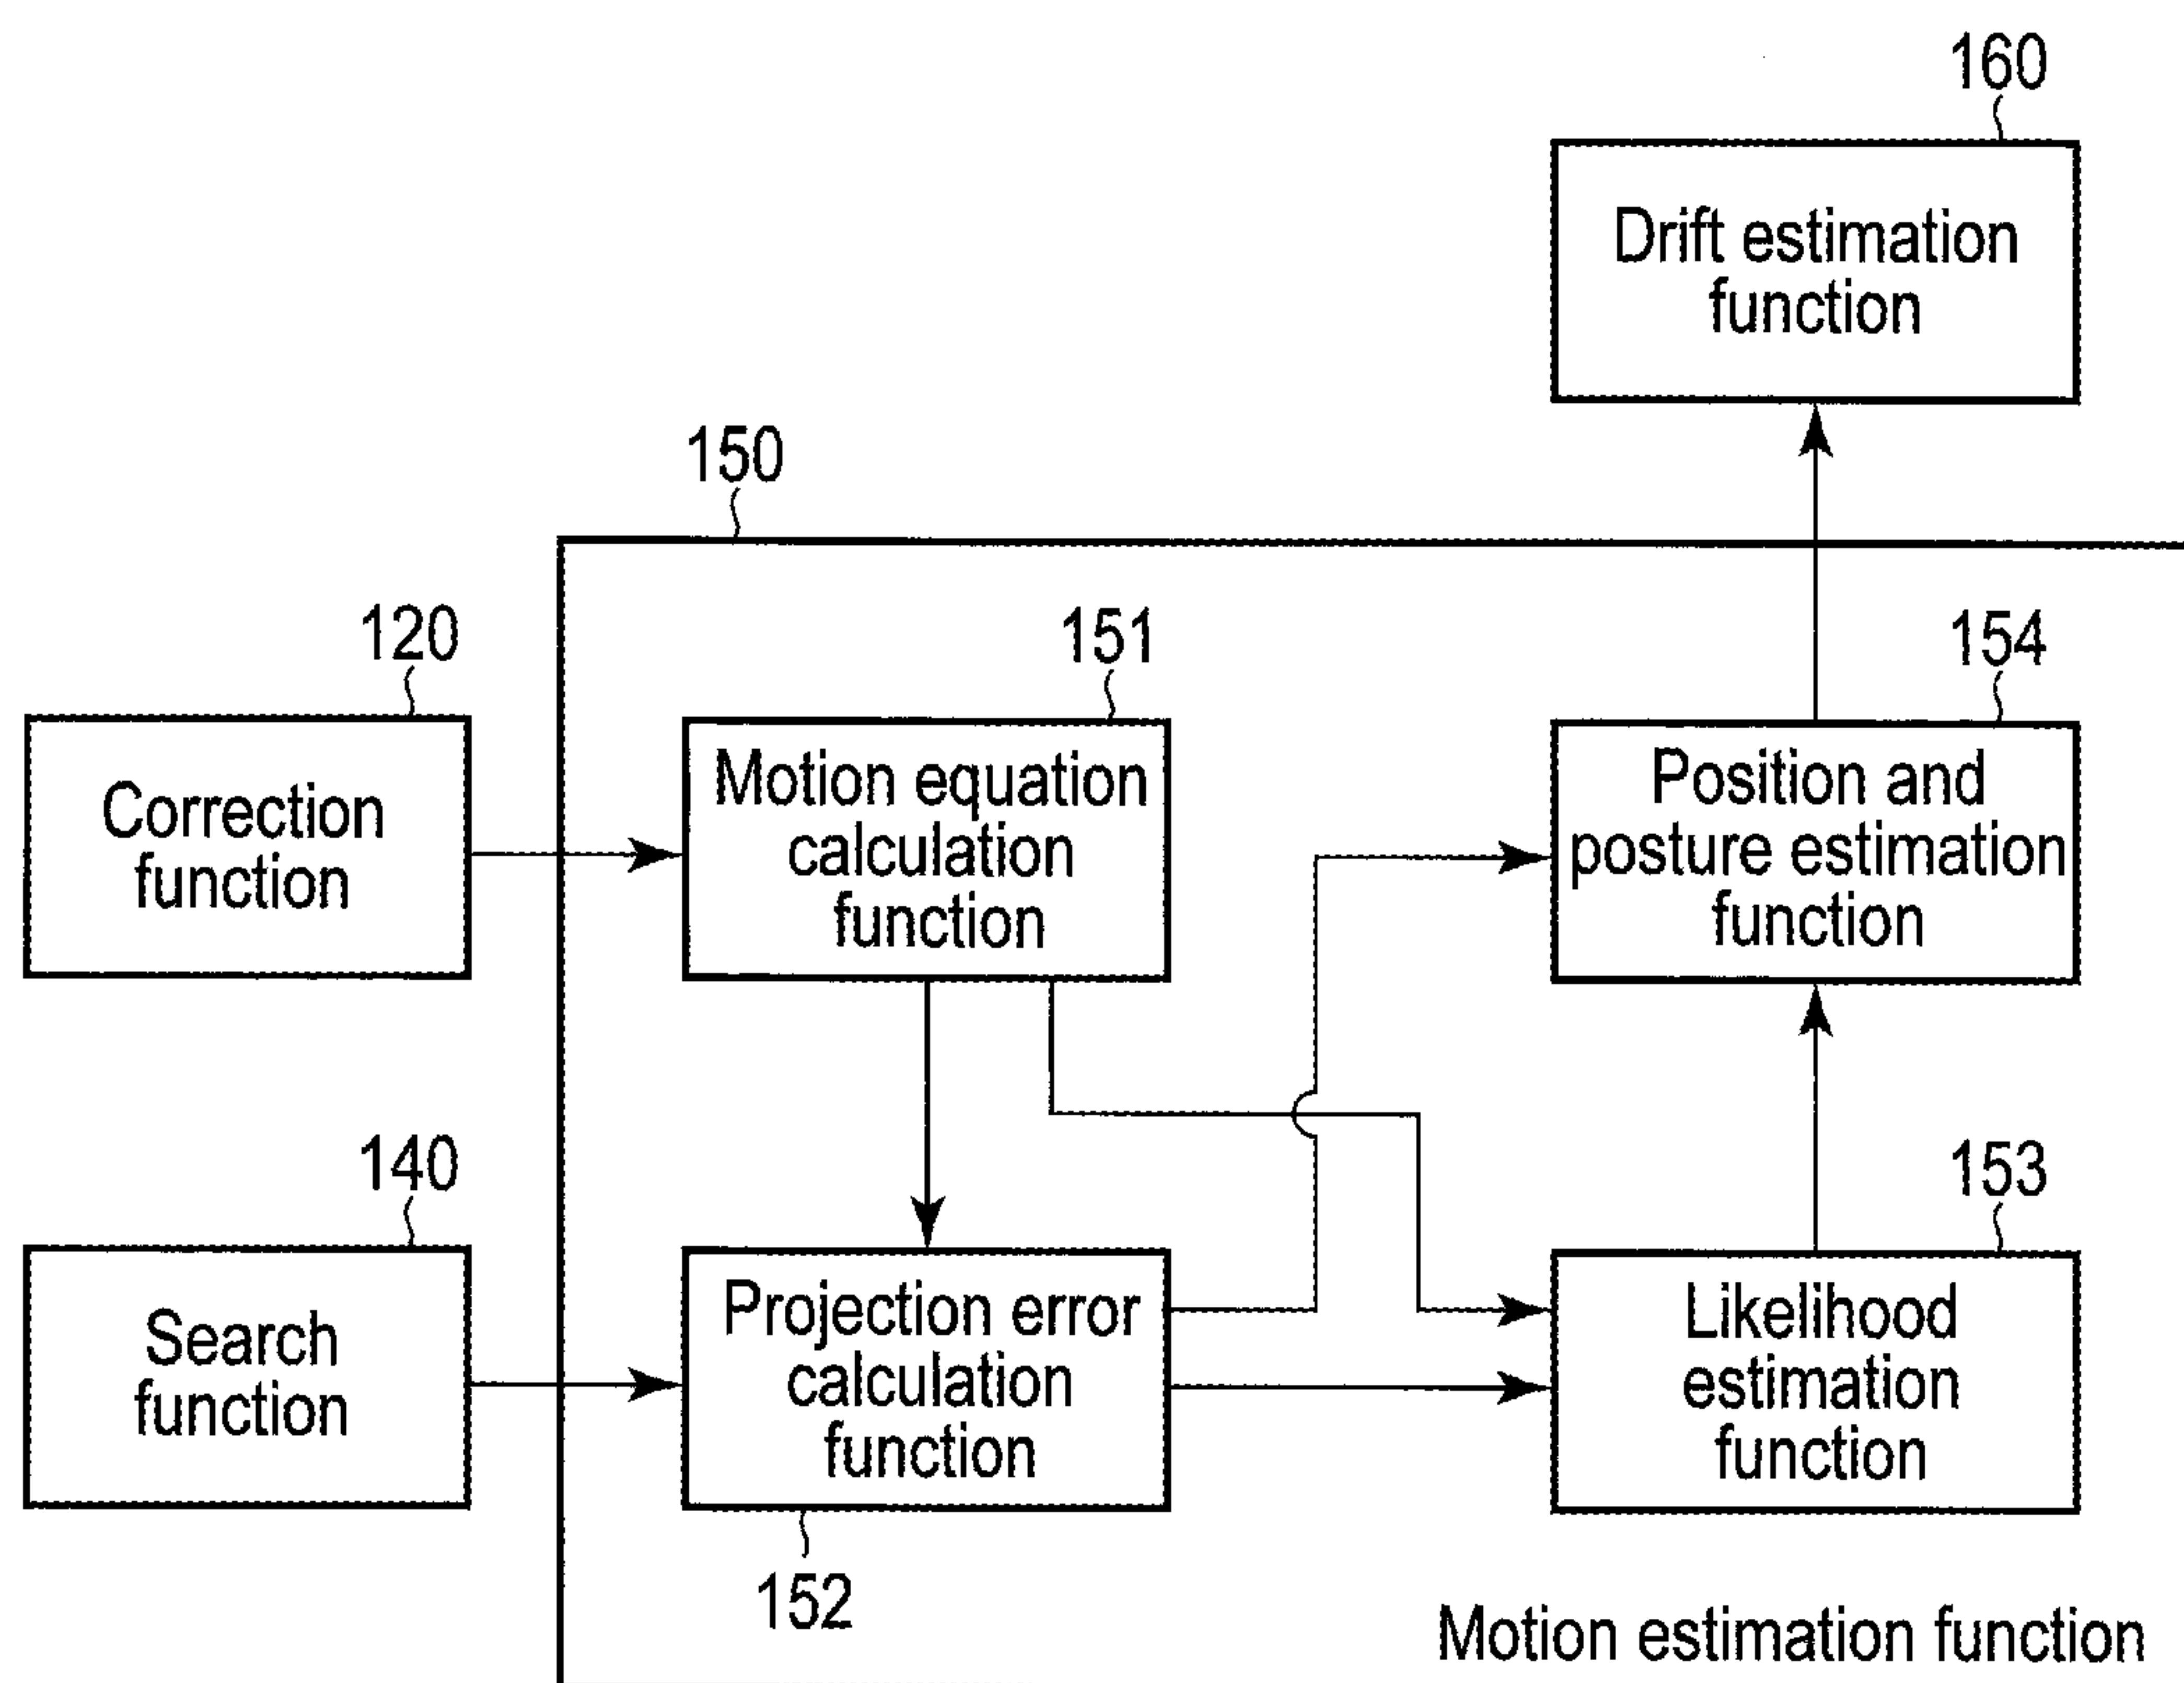 160
Drift estimation
function
150
120
151
154
Correction
function
Motion equation
calculation
function
Position and
posture estimation
function
140
153
Search
function
Projection error
calculation
function
Likelihood
estimation
function
152
Motion estimation function